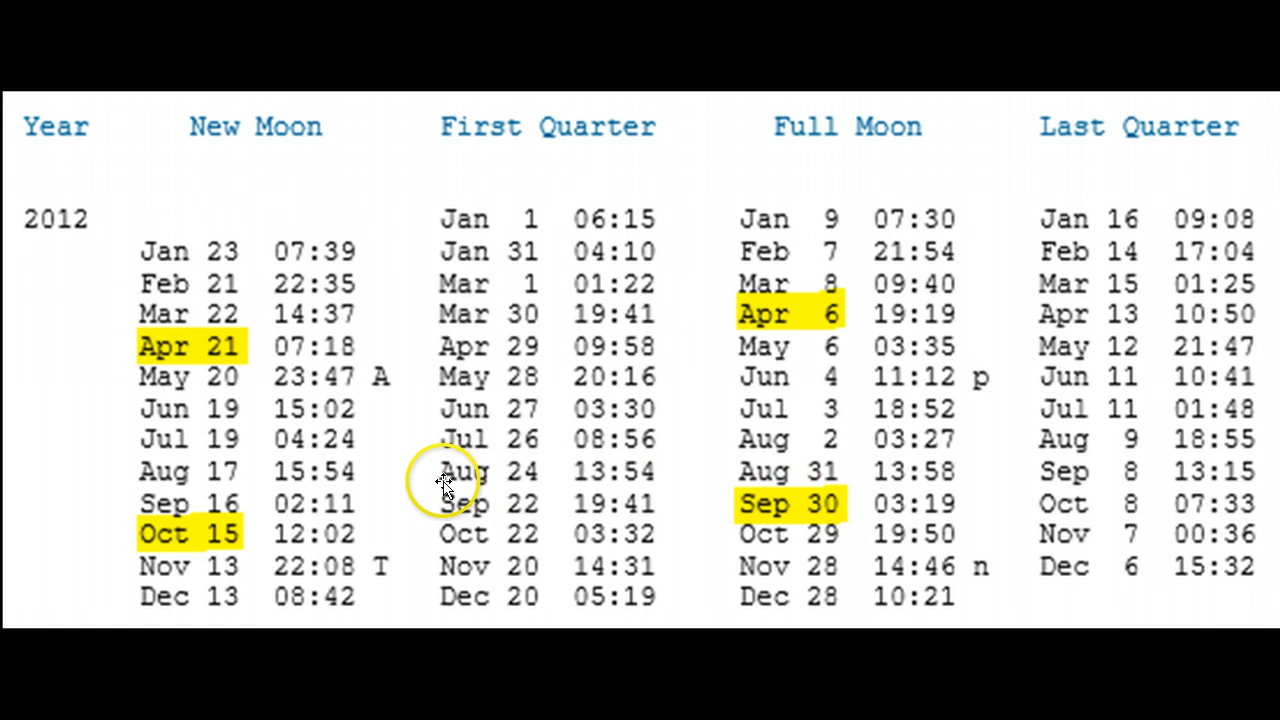 Year New Moon First Quarter Full Moon Last Quarter
2012 Jan 1 06:15 Jan 9 07:30 Jan 16 09:08
Jan 23 07:39 Jan 31 04:10 Feb 7 21:54 Feb 14 17:04
Feb 21 22:35 Mar 1 01:22 Mar 8 09:40 Mar 15 01:25
Mar 22 14:37 Mar 30 19:41 Apr 6 19:19 Apr 13 10:50
Apr 21 07:18 Apr 29 09:58 May 6 03:35 May 12 21:47
May 20 23:47 A May 28 20:16 Jun 4 11:12 p Jun 11 10:41
Jun 19 15:02 Jun 27 03:30 Jul 3 18:52 Jul 11 01:48
Jul 19 04:24 Jul 26 08:56 Aug 2 03:27 Aug 9 18:55
Aug 17 15:54 Aug 24 13:54 Aug 31 13:58 Sep 8 13:15
Sep 16 02:11 Sep 22 19:41 Sep 30 03:19 Oct 8 07:33
Oct 15 12:02 Oct 22 03:32 Oct 29 19:50 Nov 7 00:36
Nov 13 22:08 T Nov 20 14:31 Nov 28 14:46 n Dec 6 15:32
Dec 13 08:42 Dec 20 05:19 Dec 28 10:21